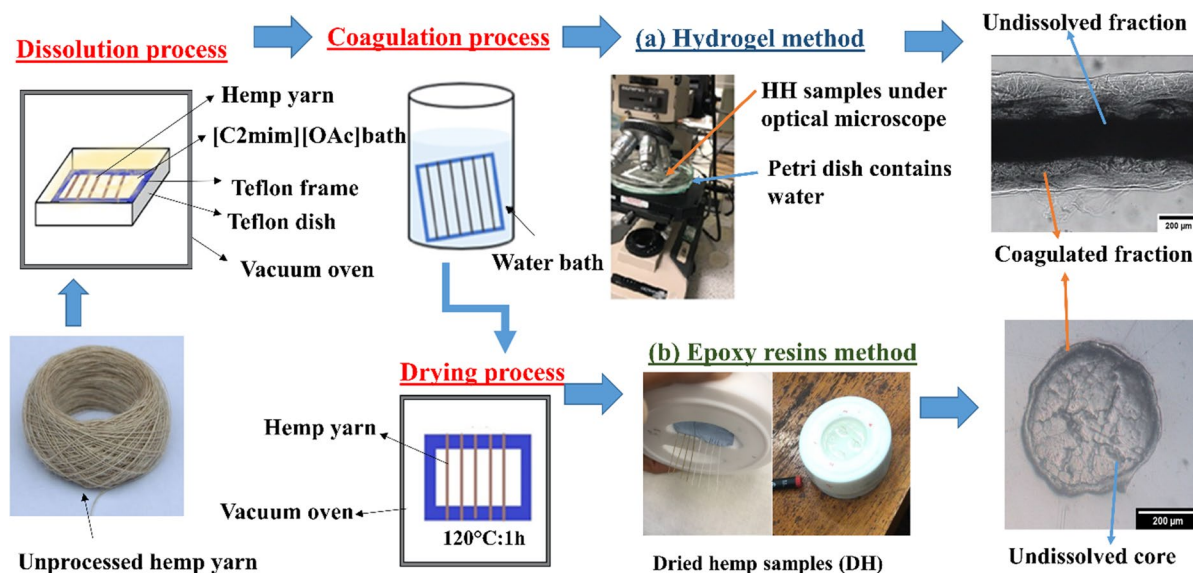 Dissolution process
Coagulation process
(a) Hydrogel method
Undissolved fraction
Hemp yarn
[C2mim][OAc]bath
Teflon frame
Teflon dish
Vacuum oven
Water bath
HH samples under
optical microscope
Petri dish contains
water
200 µm
Coagulated fraction
Unprocessed hemp yarn
Drying process
Hemp yarn
Vacuum oven
120°C:1h
(b) Epoxy resins method
Dried hemp samples (DH)
200 µm
Undissolved core